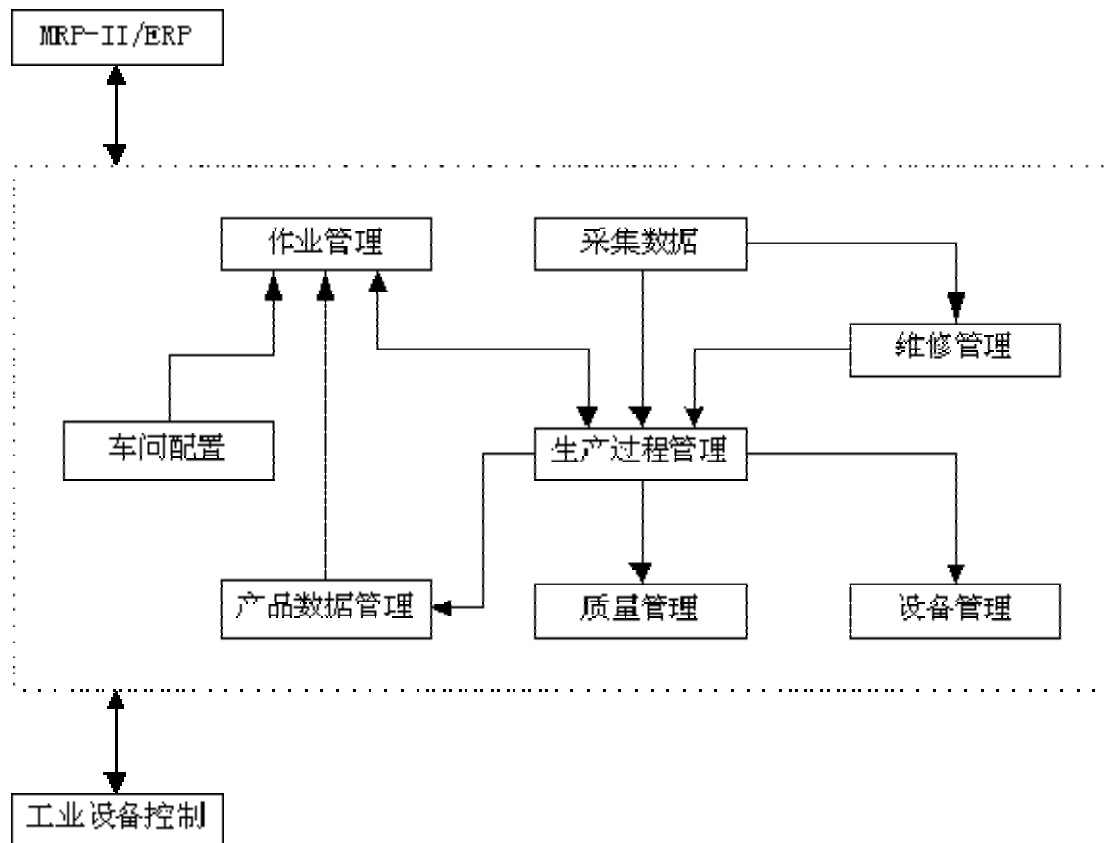 MRP-II/ERP
作业管理
采集数据
维修管理
车间配置
生产过程管理
产品数据管理
质量管理
设备管理
工业设备控制